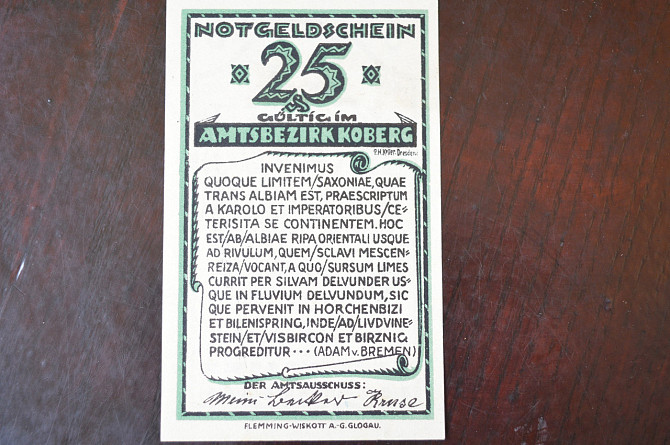 NOTGELDSCHEIN
25
GÜLTIG IM
AMTSBEZIRK KOBERG
INVENIMUS
QUOQUE LIMITEM/SAXONIAE, QUAE
TRANS ALBIAM EST, PRAESCRIPTUM
A KAROLO ET IMPERATORIBUS/CE=
TERISITA SE CONTINENTEM. HOC
EST/AB/ALBIAE RIPA ORIENTALI USQUE
AD RIVULUM, QUEM/SCLAVI MESCEN=
REIZA/VOCANT, A QUO/SURSUM LIMES
CURRIT PER SILVAM DELVUNDER US=
QUE IN FLUVIUM DELVUNDUM, SIC
QUE PERVENIT IN HORCHENBIZI
ET BILENISPRING, INDE/AD/LIVDVINE=
STEIN/ET/VISBIRCON ET BIRZNIG
PROGREDITUR ··· (ADAM v. BREMEN)
DER AMTSAUSSCHUSS:
Kruse
FLEMMING-WISKOTT A.-G. GLOGAU.